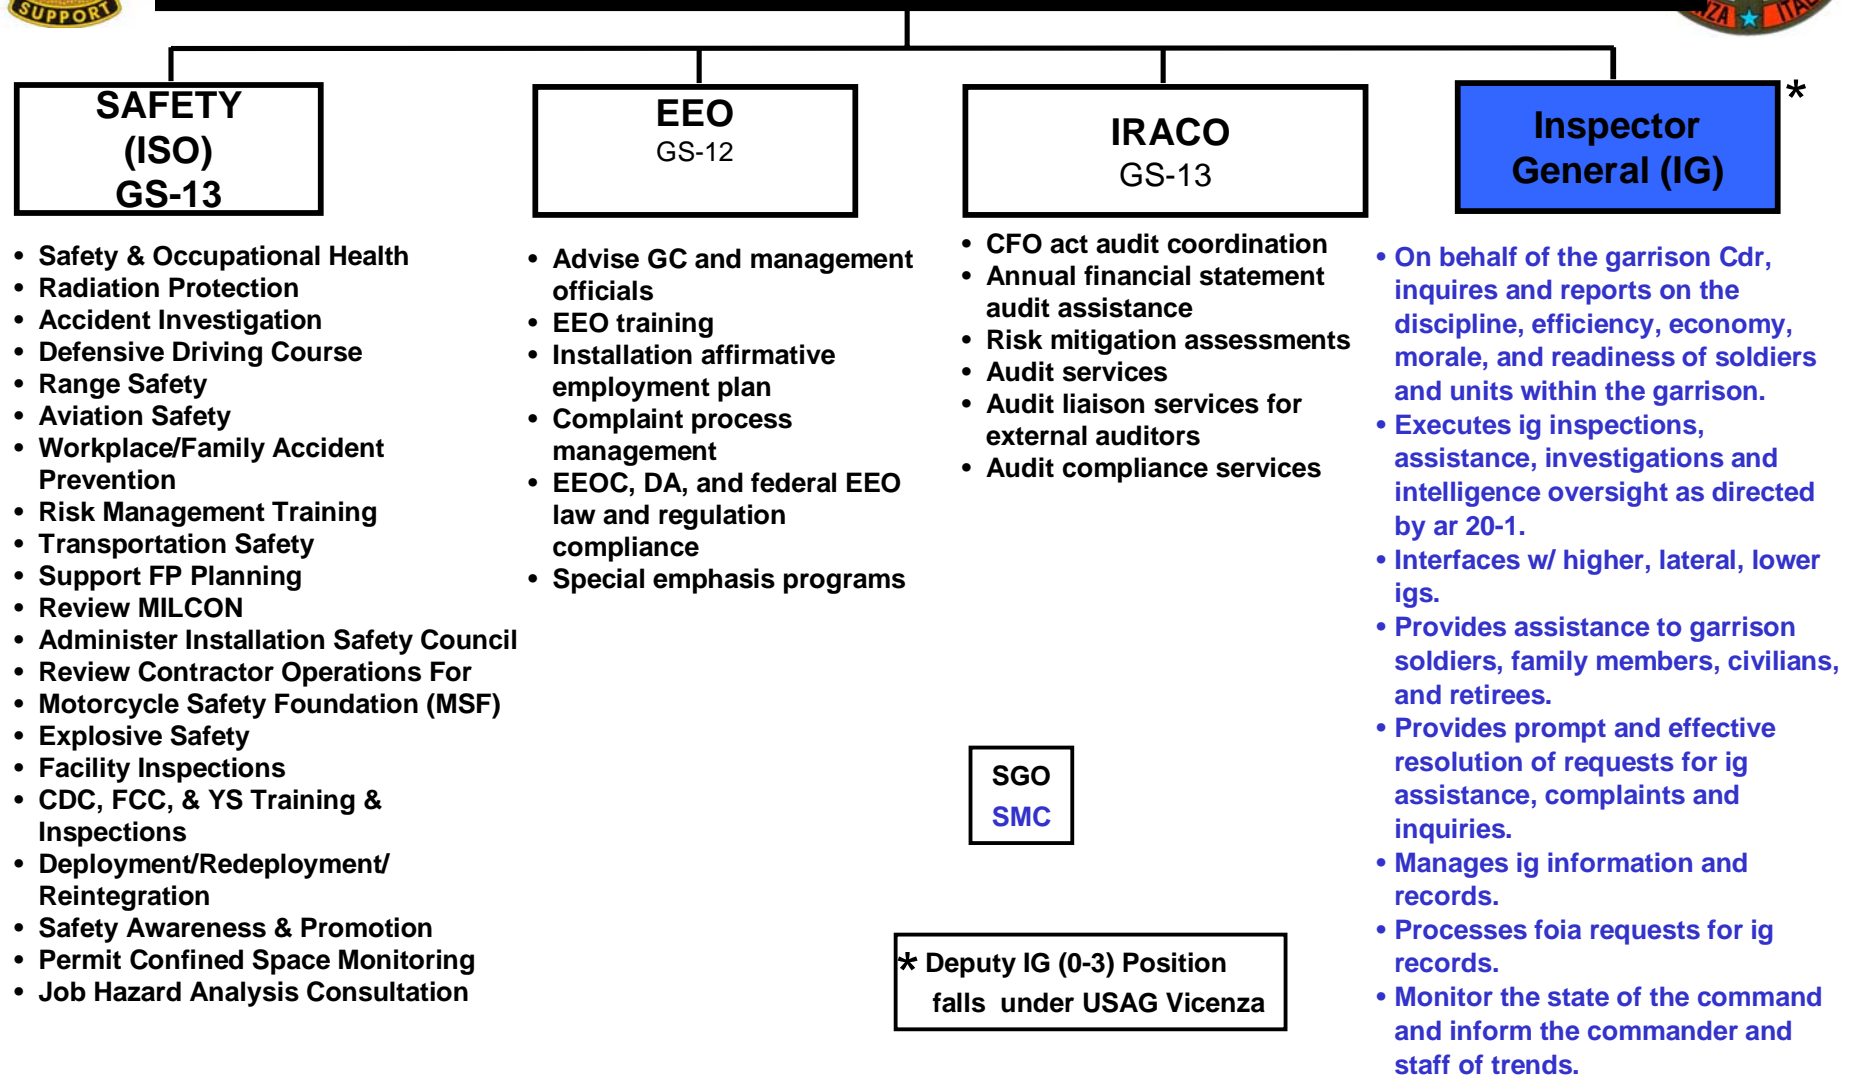 SUPPORT
ENZA ITAL
SAFETY
(ISO)
GS-13
• Safety & Occupational Health
• Radiation Protection
• Accident Investigation
• Defensive Driving Course
• Range Safety
• Aviation Safety
• Workplace/Family Accident
Prevention
• Risk Management Training
• Transportation Safety
• Support FP Planning
• Review MILCON
• Administer Installation Safety Council
• Review Contractor Operations For
• Motorcycle Safety Foundation (MSF)
• Explosive Safety
• Facility Inspections
• CDC, FCC, & YS Training &
Inspections
• Deployment/Redeployment/
Reintegration
• Safety Awareness & Promotion
• Permit Confined Space Monitoring
• Job Hazard Analysis Consultation
EEO
GS-12
• Advise GC and management
officials
• EEO training
• Installation affirmative
employment plan
• Complaint process
management
• EEOC, DA, and federal EEO
law and regulation
compliance
• Special emphasis programs
IRACO
GS-13
• CFO act audit coordination
• Annual financial statement
audit assistance
• Risk mitigation assessments
• Audit services
• Audit liaison services for
external auditors
• Audit compliance services
SGO
SMC
* Deputy IG (0-3) Position
falls under USAG Vicenza
Inspector
General (IG)
*
• On behalf of the garrison Cdr,
inquires and reports on the
discipline, efficiency, economy,
morale, and readiness of soldiers
and units within the garrison.
• Executes ig inspections,
assistance, investigations and
intelligence oversight as directed
by ar 20-1.
• Interfaces w/ higher, lateral, lower
igs.
• Provides assistance to garrison
soldiers, family members, civilians,
and retirees.
• Provides prompt and effective
resolution of requests for ig
assistance, complaints and
inquiries.
• Manages ig information and
records.
• Processes foia requests for ig
records.
• Monitor the state of the command
and inform the commander and
staff of trends.